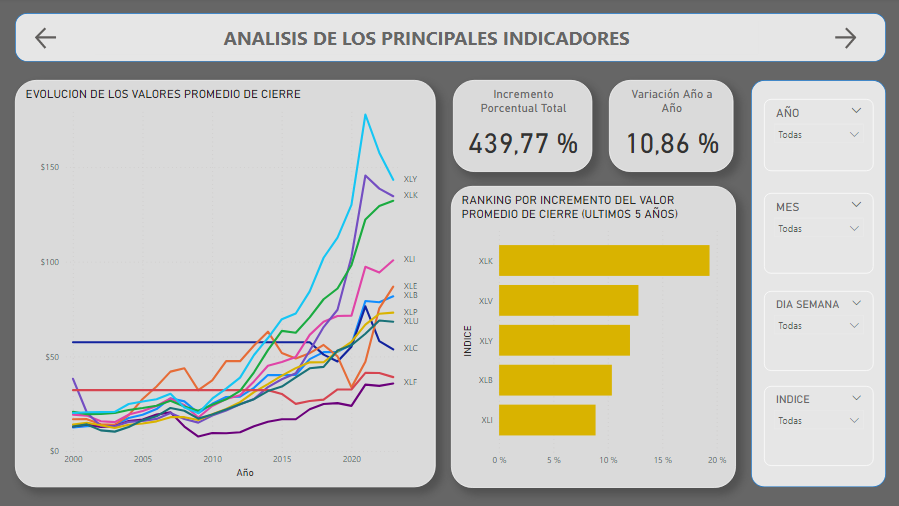 ANALISIS DE LOS PRINCIPALES INDICADORES
EVOLUCION DE LOS VALORES PROMEDIO DE CIERRE
$150
$100
$50
$0
2000
2005
2010
2015
2020
Año
XLY
XLK
XLI
XLE
XLB
XLP
XLU
XLC
XLF
Incremento
Porcentual Total
439,77 %
Variación Año a
Año
10,86 %
RANKING POR INCREMENTO DEL VALOR
PROMEDIO DE CIERRE (ULTIMOS 5 AÑOS)
INDICE
XLK
XLV
XLY
XLB
XLI
0 %
5 %
10 %
15 %
20 %
AÑO
Todas
MES
Todas
DIA SEMANA
Todas
INDICE
Todas